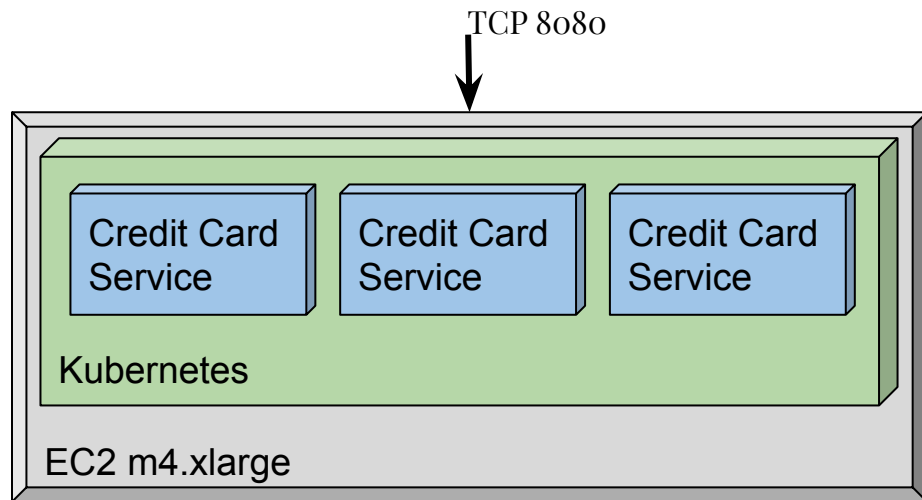 TCP 8080
Credit Card
Service
Credit Card
Service
Credit Card
Service
Kubernetes
EC2 m4.xlarge